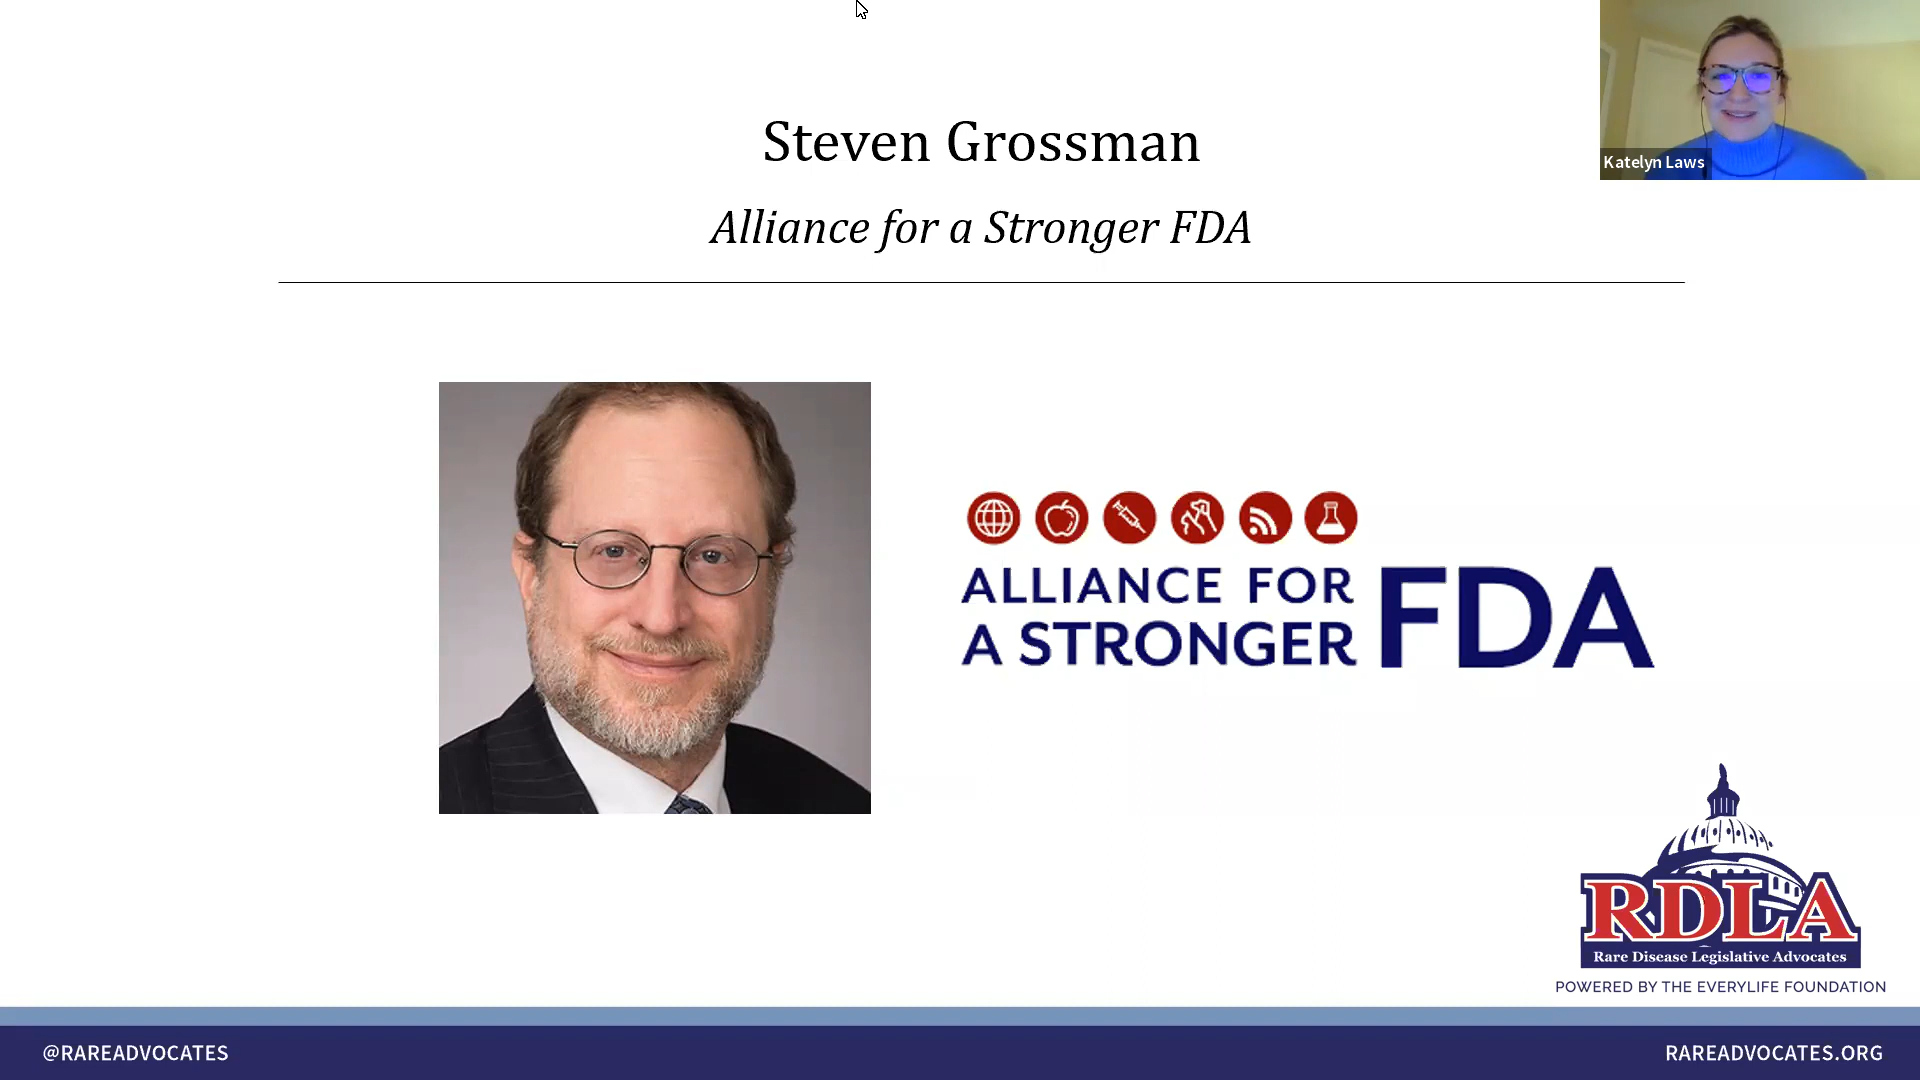 Steven Grossman
Alliance for a Stronger FDA
Katelyn Laws
ALLIANCE FOR
A STRONGER FDA
RDLA
Rare Disease Legislative Advocates
POWERED BY THE EVERYLIFE FOUNDATION
@RAREADVOCATES
RAREADVOCATES.ORG